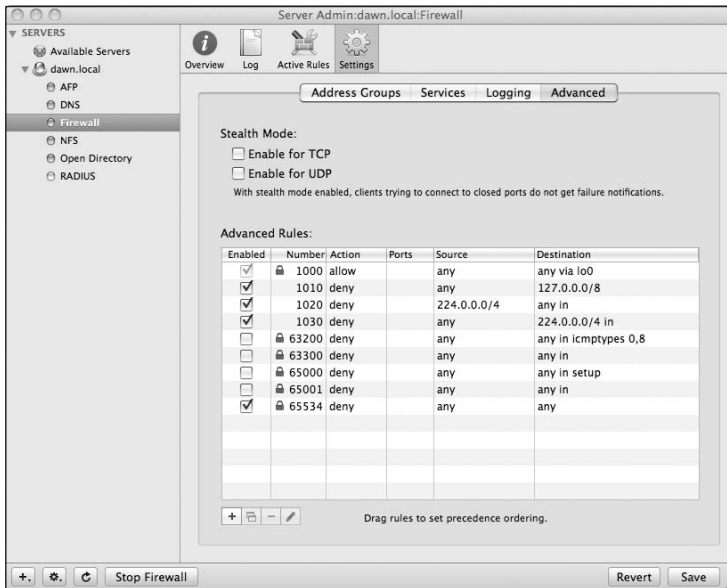 Server Admin:dawn.local:Firewall
SERVERS
Available Servers
dawn.local
AFP
DNS
Firewall
NFS
Open Directory
RADIUS
Overview Log Active Rules Settings
Address Groups Services Logging Advanced
Stealth Mode:
Enable for TCP
Enable for UDP
With stealth mode enabled, clients trying to connect to closed ports do not get failure notifications.
Advanced Rules:
Enabled Number Action Ports Source Destination
1000 allow any any via lo0
1010 deny any 127.0.0.0/8
1020 deny 224.0.0.0/4 any in
1030 deny any 224.0.0.0/4 in
63200 deny any any in icmptypes 0,8
63300 deny any any in
65000 deny any any in setup
65001 deny any any in
65534 deny any any
Drag rules to set precedence ordering.
Stop Firewall Revert Save